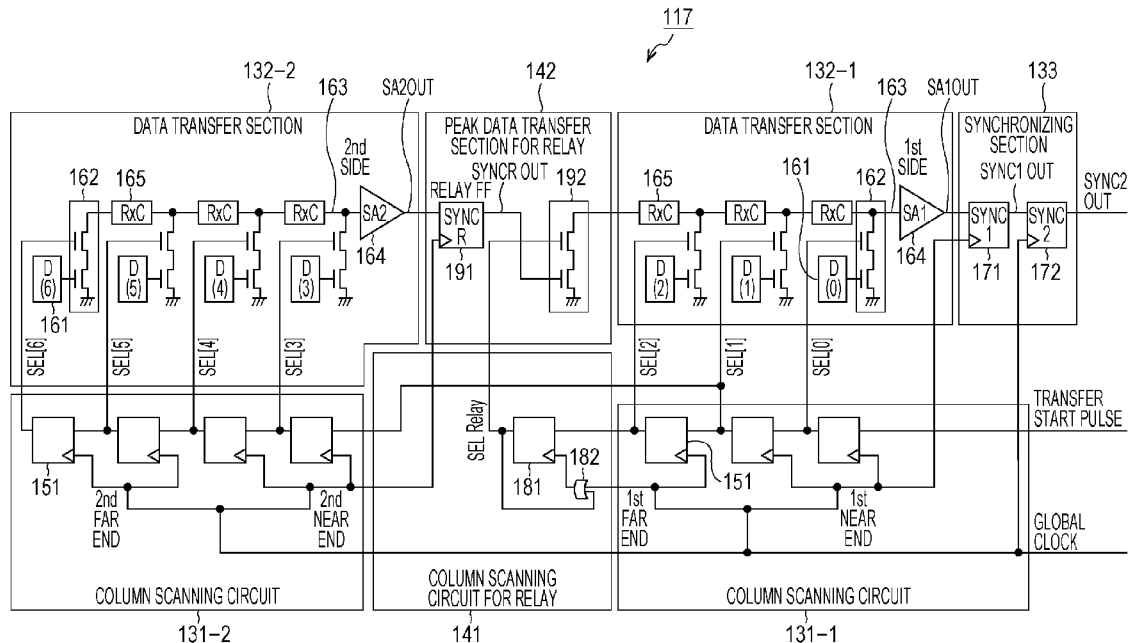 117
132-2
163
SA2OUT
142
132-1
163
SA1OUT
133
DATA TRANSFER SECTION
PEAK DATA TRANSFER
SECTION FOR RELAY
DATA TRANSFER SECTION
SYNCHRONIZING
SECTION
2nd
SIDE
SYNCR OUT
1st
SIDE
SYNC1 OUT
SYNC2
OUT
162
165
RELAY FF
192
165
161
162
RxC
RxC
RxC
SA2
SYNC
R
RxC
RxC
RxC
SA1
SYNC
1
SYNC
2
164
191
164
171
172
D
(6)
D
(5)
D
(4)
D
(3)
D
(2)
D
(1)
D
(0)
161
SEL[6]
SEL[5]
SEL[4]
SEL[3]
SEL[2]
SEL[1]
SEL[0]
SEL Relay
TRANSFER
START PULSE
151
181
182
151
2nd
FAR
END
2nd
NEAR
END
1st
FAR
END
1st
NEAR
END
GLOBAL
CLOCK
COLUMN SCANNING CIRCUIT
COLUMN SCANNING
CIRCUIT FOR RELAY
COLUMN SCANNING CIRCUIT
131-2
141
131-1